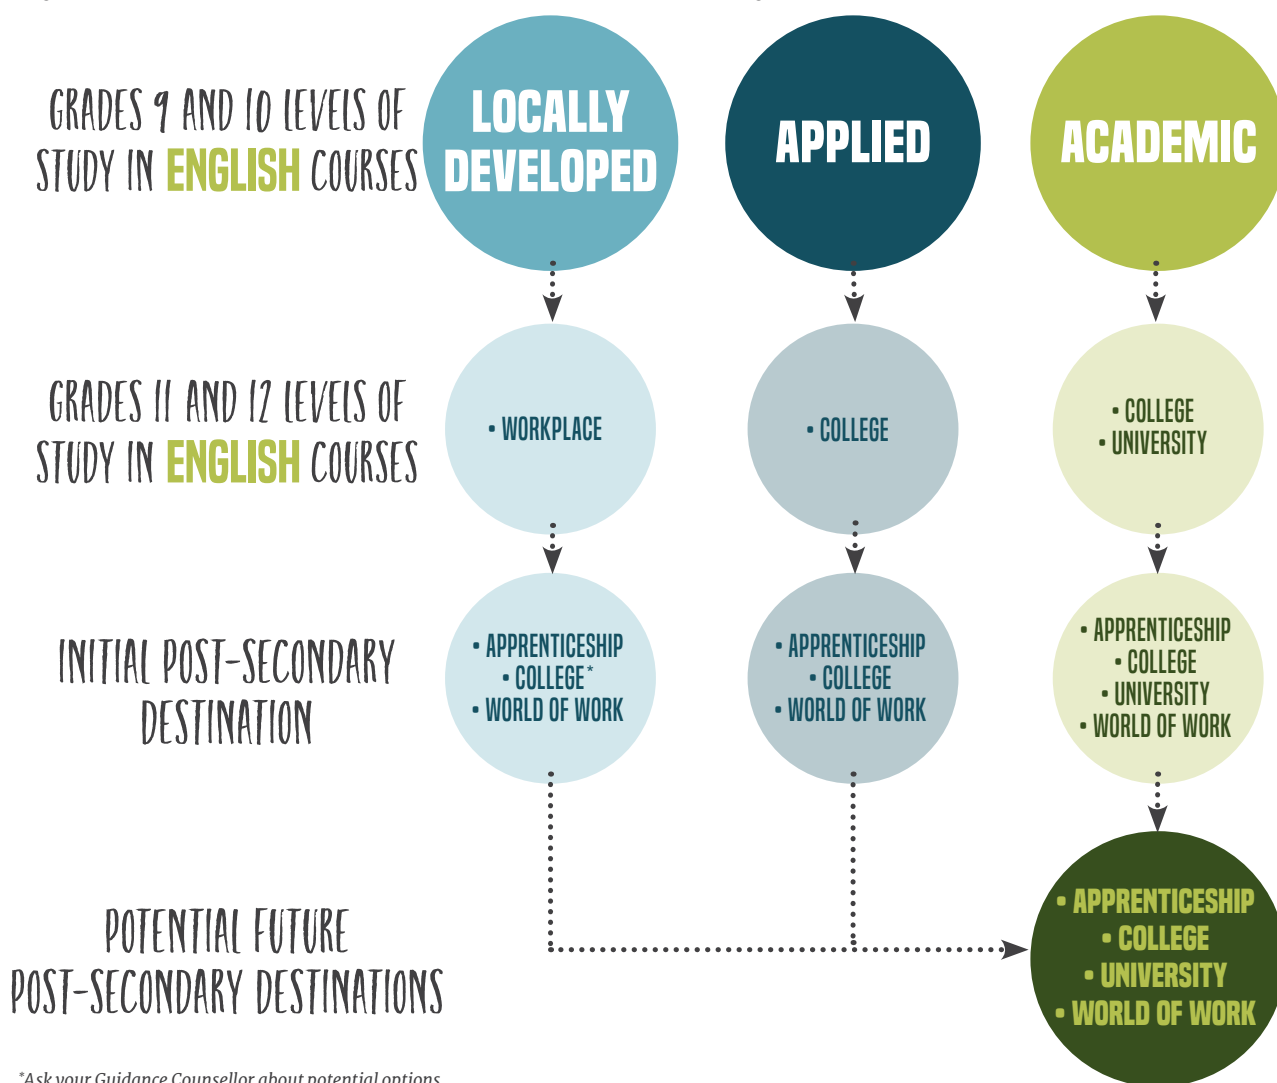 GRADES 9 AND 10 LEVELS OF
STUDY IN ENGLISH COURSES
LOCALLY
DEVELOPED
APPLIED
ACADEMIC
GRADES 11 AND 12 LEVELS OF
STUDY IN ENGLISH COURSES
• WORKPLACE
• COLLEGE
• COLLEGE
• UNIVERSITY
INITIAL POST-SECONDARY
DESTINATION
• APPRENTICESHIP
• COLLEGE*
• WORLD OF WORK
• APPRENTICESHIP
• COLLEGE
• WORLD OF WORK
• APPRENTICESHIP
• COLLEGE
• UNIVERSITY
• WORLD OF WORK
POTENTIAL FUTURE
POST-SECONDARY DESTINATIONS
• APPRENTICESHIP
• COLLEGE
• UNIVERSITY
• WORLD OF WORK
*Ask your Guidance Counsellor about potential options